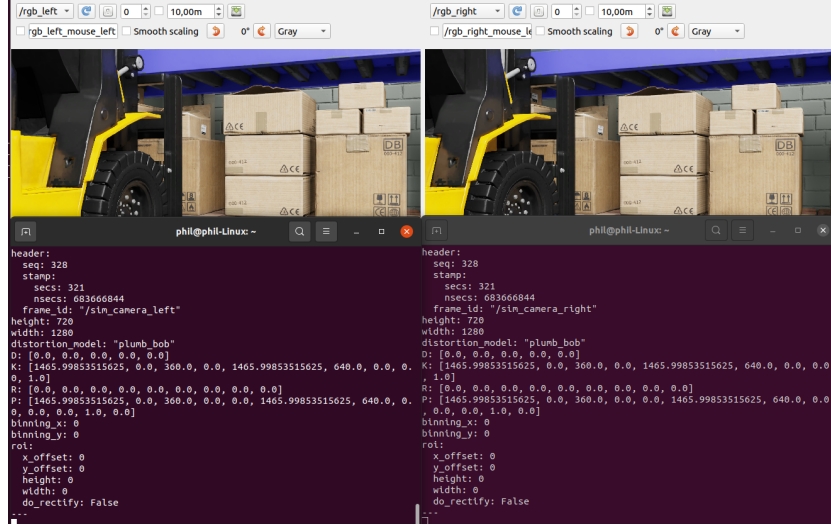 /rgb_left 0 10,00m
rgb_left_mouse_left Smooth scaling 0° Gray
/rgb_right 0 10,00m
/rgb_right_mouse_le Smooth scaling 0° Gray
phil@phil-Linux: ~
header:
  seq: 328
  stamp:
    secs: 321
    nsecs: 683666844
  frame_id: "/sim_camera_left"
height: 720
width: 1280
distortion_model: "plumb_bob"
D: [0.0, 0.0, 0.0, 0.0, 0.0]
K: [1465.99853515625, 0.0, 360.0, 0.0, 1465.99853515625, 640.0, 0.0, 0.
0, 1.0]
R: [0.0, 0.0, 0.0, 0.0, 0.0, 0.0, 0.0, 0.0, 0.0]
P: [1465.99853515625, 0.0, 360.0, 0.0, 0.0, 1465.99853515625, 640.0, 0.
0, 0.0, 0.0, 1.0, 0.0]
binning_x: 0
binning_y: 0
roi:
  x_offset: 0
  y_offset: 0
  height: 0
  width: 0
  do_rectify: False
---
phil@phil-Linux: ~
header:
  seq: 328
  stamp:
    secs: 321
    nsecs: 683666844
  frame_id: "/sim_camera_right"
height: 720
width: 1280
distortion_model: "plumb_bob"
D: [0.0, 0.0, 0.0, 0.0, 0.0]
K: [1465.99853515625, 0.0, 360.0, 0.0, 1465.99853515625, 640.0, 0.0, 0.0
, 1.0]
R: [0.0, 0.0, 0.0, 0.0, 0.0, 0.0, 0.0, 0.0, 0.0]
P: [1465.99853515625, 0.0, 360.0, 0.0, 0.0, 1465.99853515625, 640.0, 0.0
, 0.0, 0.0, 1.0, 0.0]
binning_x: 0
binning_y: 0
roi:
  x_offset: 0
  y_offset: 0
  height: 0
  width: 0
  do_rectify: False
---